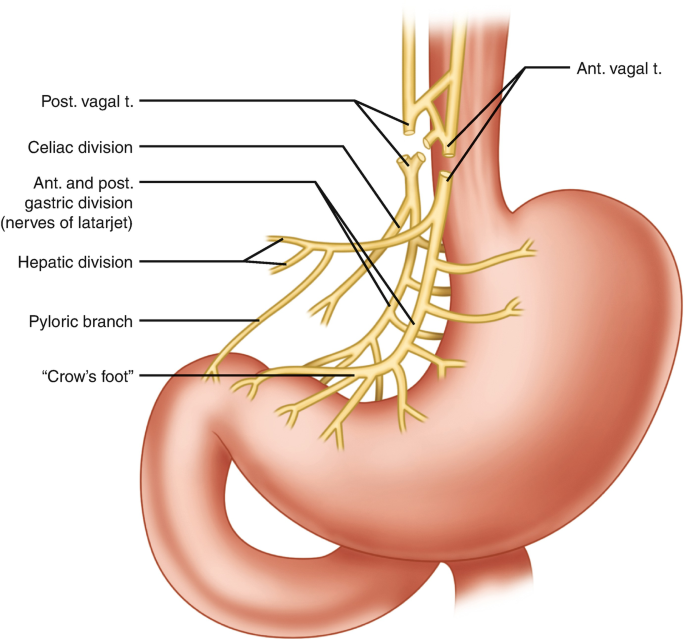 Ant. vagal t.
Post. vagal t.
Celiac division
Ant. and post.
gastric division
(nerves of latarjet)
Hepatic division
Pyloric branch
“Crow’s foot”